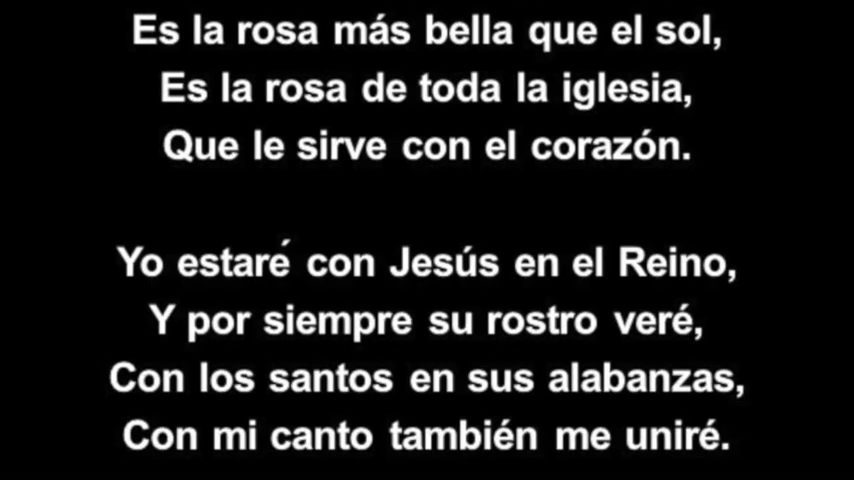 Es la rosa más bella que el sol,
Es la rosa de toda la iglesia,
Que le sirve con el corazón.
Yo estaré con Jesús en el Reino,
Y por siempre su rostro veré,
Con los santos en sus alabanzas,
Con mi canto también me uniré.